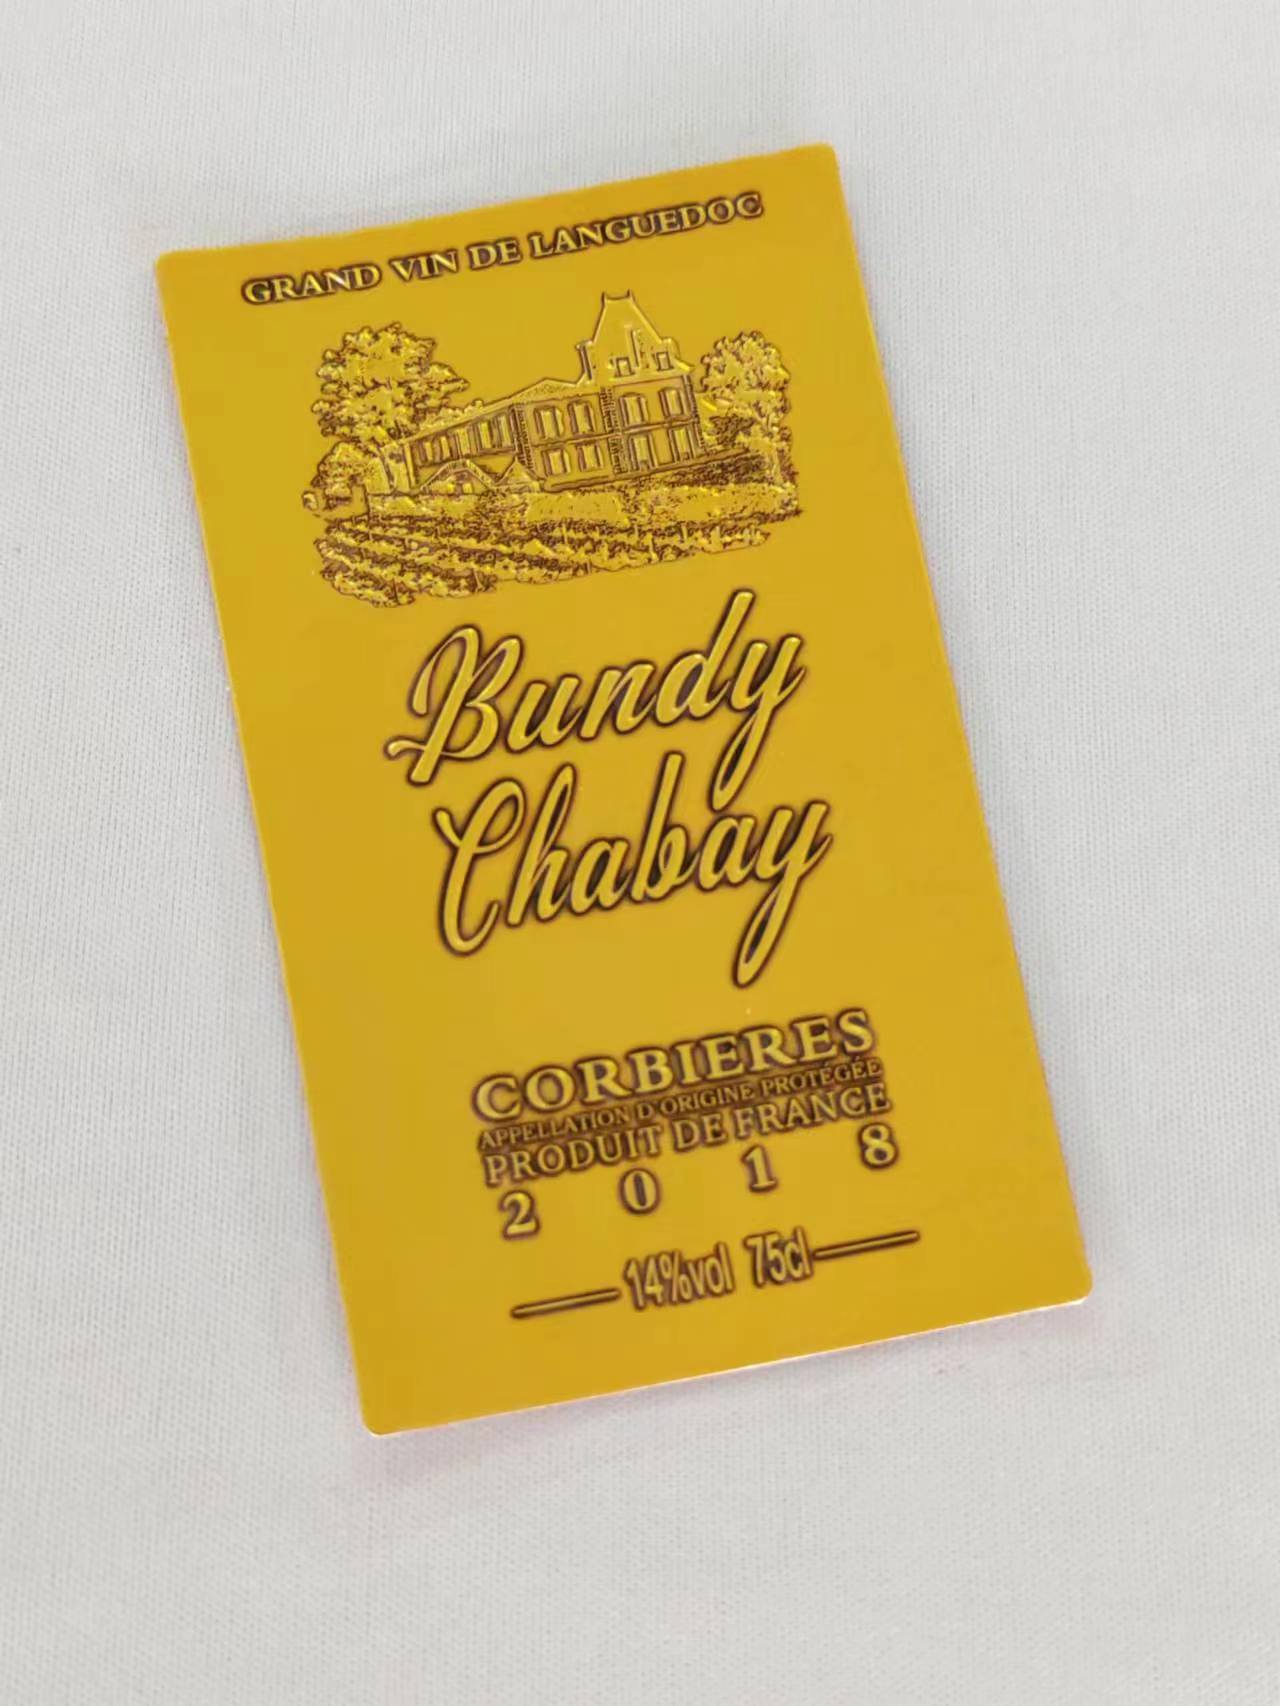 GRAND VIN DE LANGUEDOC
Bundy
Chabay
CORBIERES
APPELLATION D'ORIGINE PROTÉGÉE
PRODUIT DE FRANCE
2 0 1 8
14%vol 75cl